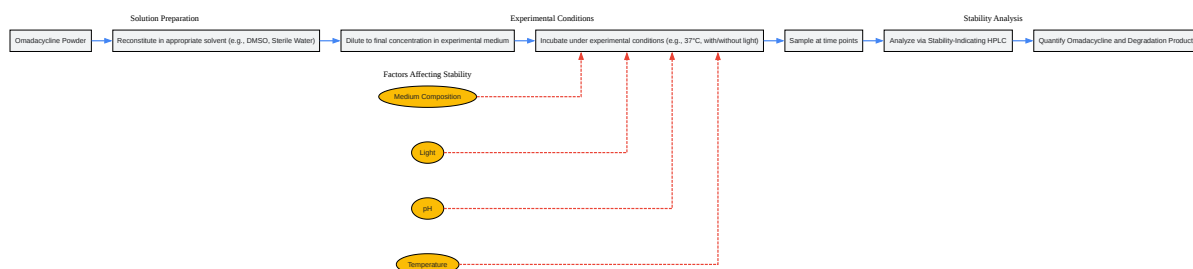 Solution Preparation
Experimental Conditions
Stability Analysis
Omadacycline Powder
Reconstitute in appropriate solvent (e.g., DMSO, Sterile Water)
Dilute to final concentration in experimental medium
Incubate under experimental conditions (e.g., 37°C, with/without light)
Sample at time points
Analyze via Stability-Indicating HPLC
Quantify Omadacycline and Degradation Product
Factors Affecting Stability
Medium Composition
Light
pH
Temperature